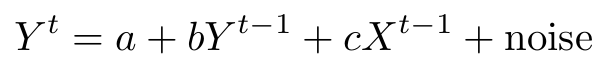 Y^t = a + bY^{t−1} + cX^{t−1} + noise